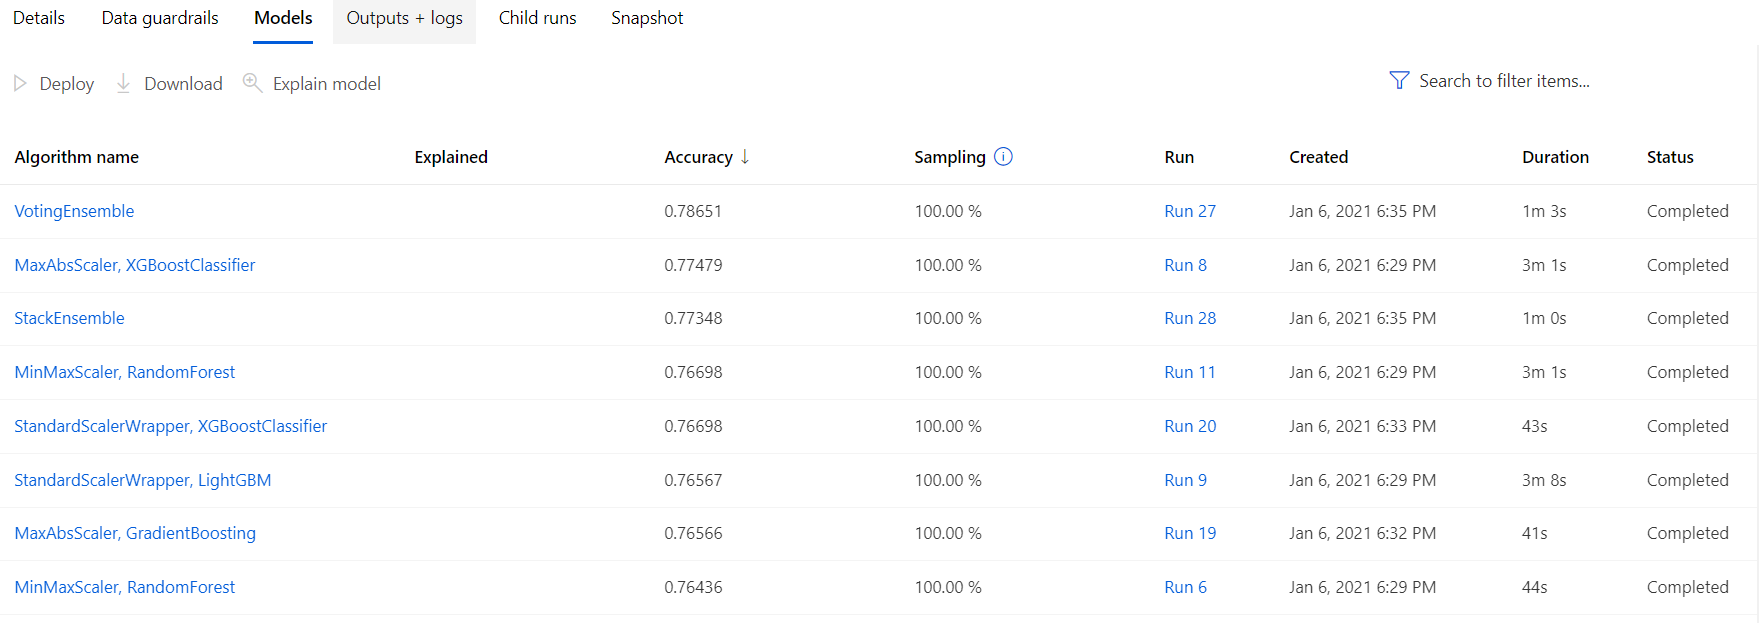 Details Data guardrails Models Outputs + logs Child runs Snapshot
Deploy Download Explain model Search to filter items...
Algorithm name Explained Accuracy ↓ Sampling Run Created Duration Status
VotingEnsemble 0.78651 100.00 % Run 27 Jan 6, 2021 6:35 PM 1m 3s Completed
MaxAbsScaler, XGBoostClassifier 0.77479 100.00 % Run 8 Jan 6, 2021 6:29 PM 3m 1s Completed
StackEnsemble 0.77348 100.00 % Run 28 Jan 6, 2021 6:35 PM 1m 0s Completed
MinMaxScaler, RandomForest 0.76698 100.00 % Run 11 Jan 6, 2021 6:29 PM 3m 1s Completed
StandardScalerWrapper, XGBoostClassifier 0.76698 100.00 % Run 20 Jan 6, 2021 6:33 PM 43s Completed
StandardScalerWrapper, LightGBM 0.76567 100.00 % Run 9 Jan 6, 2021 6:29 PM 3m 8s Completed
MaxAbsScaler, GradientBoosting 0.76566 100.00 % Run 19 Jan 6, 2021 6:32 PM 41s Completed
MinMaxScaler, RandomForest 0.76436 100.00 % Run 6 Jan 6, 2021 6:29 PM 44s Completed